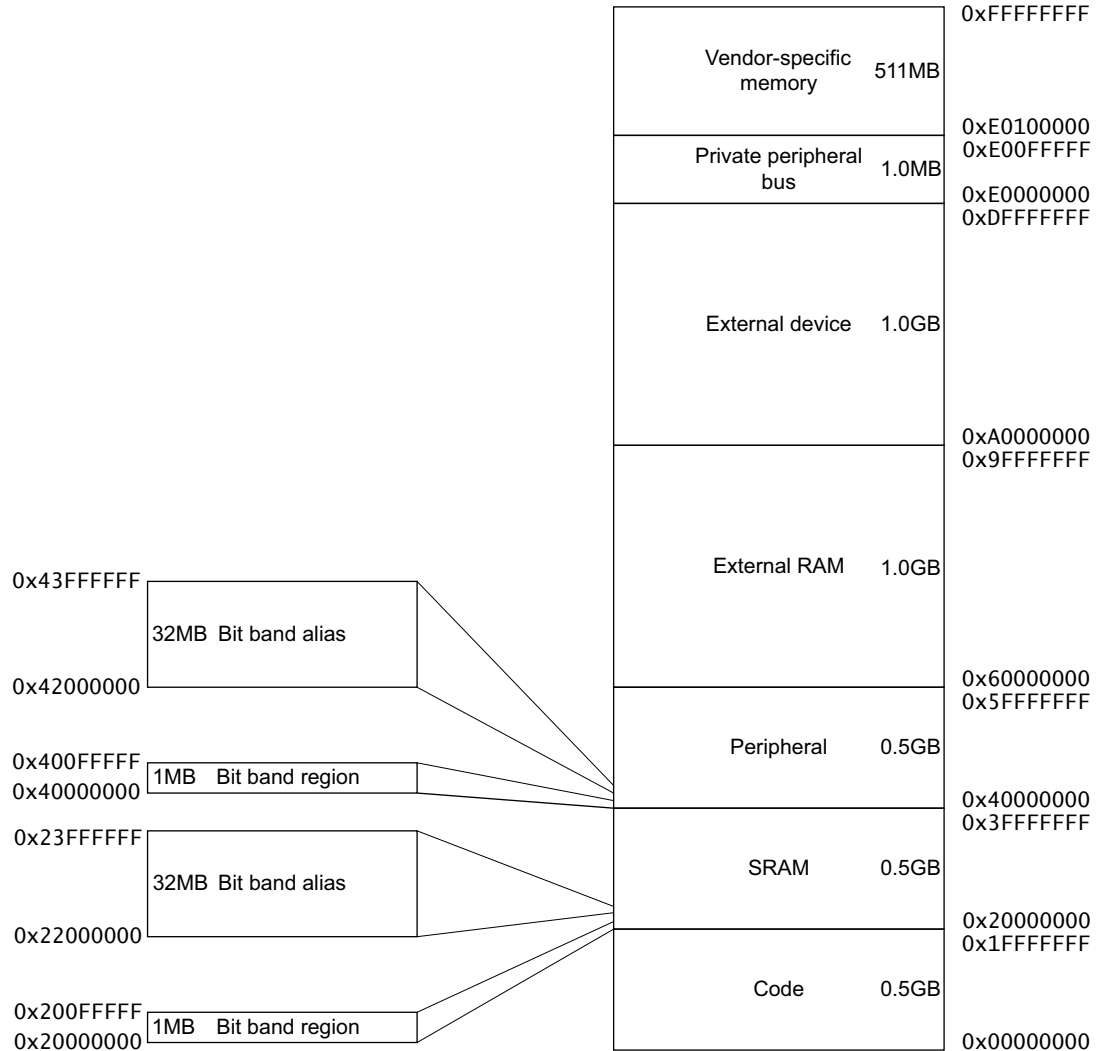 0xFFFFFFFF
Vendor-specific
memory
511MB
0xE0100000
0xE00FFFFF
Private peripheral
bus
1.0MB
0xE0000000
0xDFFFFFFF
External device
1.0GB
0xA0000000
0x9FFFFFFF
External RAM
1.0GB
0x60000000
0x5FFFFFFF
Peripheral
0.5GB
0x40000000
0x3FFFFFFF
SRAM
0.5GB
0x20000000
0x1FFFFFFF
Code
0.5GB
0x00000000
0x43FFFFFF
32MB Bit band alias
0x42000000
0x400FFFFF
1MB Bit band region
0x40000000
0x23FFFFFF
32MB Bit band alias
0x22000000
0x200FFFFF
1MB Bit band region
0x20000000